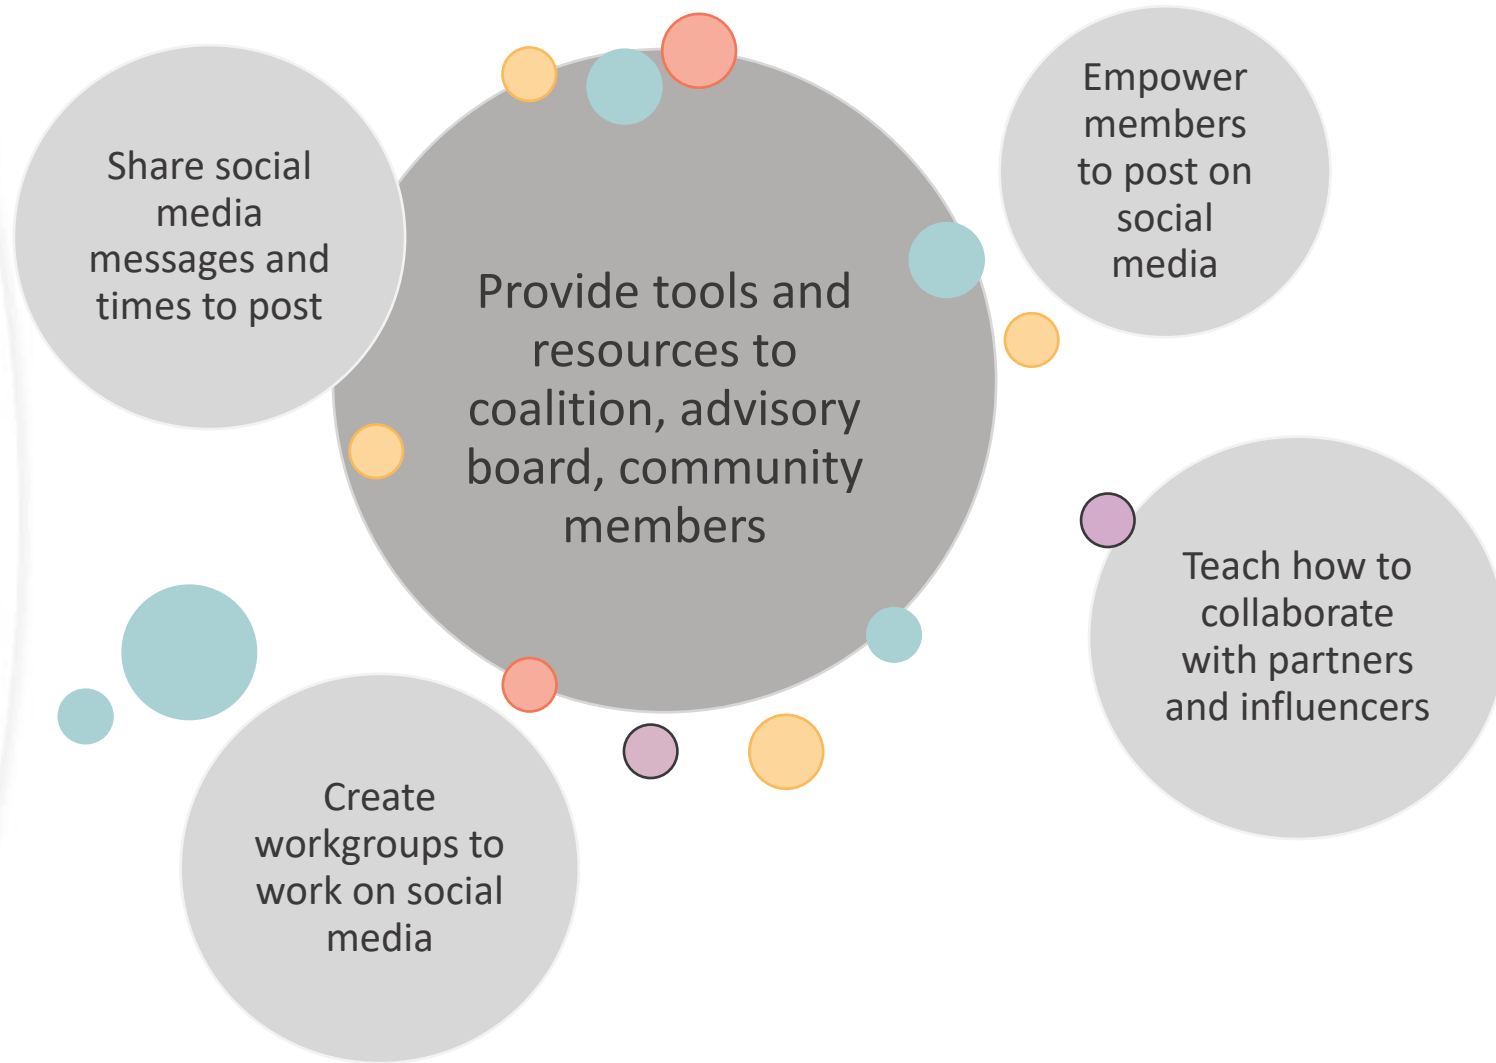 Share social
media
messages and
times to post
Provide tools and
resources to
coalition, advisory
board, community
members
Empower
members
to post on
social
media
Teach how to
collaborate
with partners
and influencers
Create
workgroups to
work on social
media